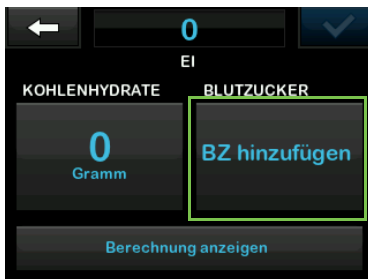 0
EI
KOHLENHYDRATE BLUTZUCKER
0 BZ hinzufügen
Gramm
Berechnung anzeigen